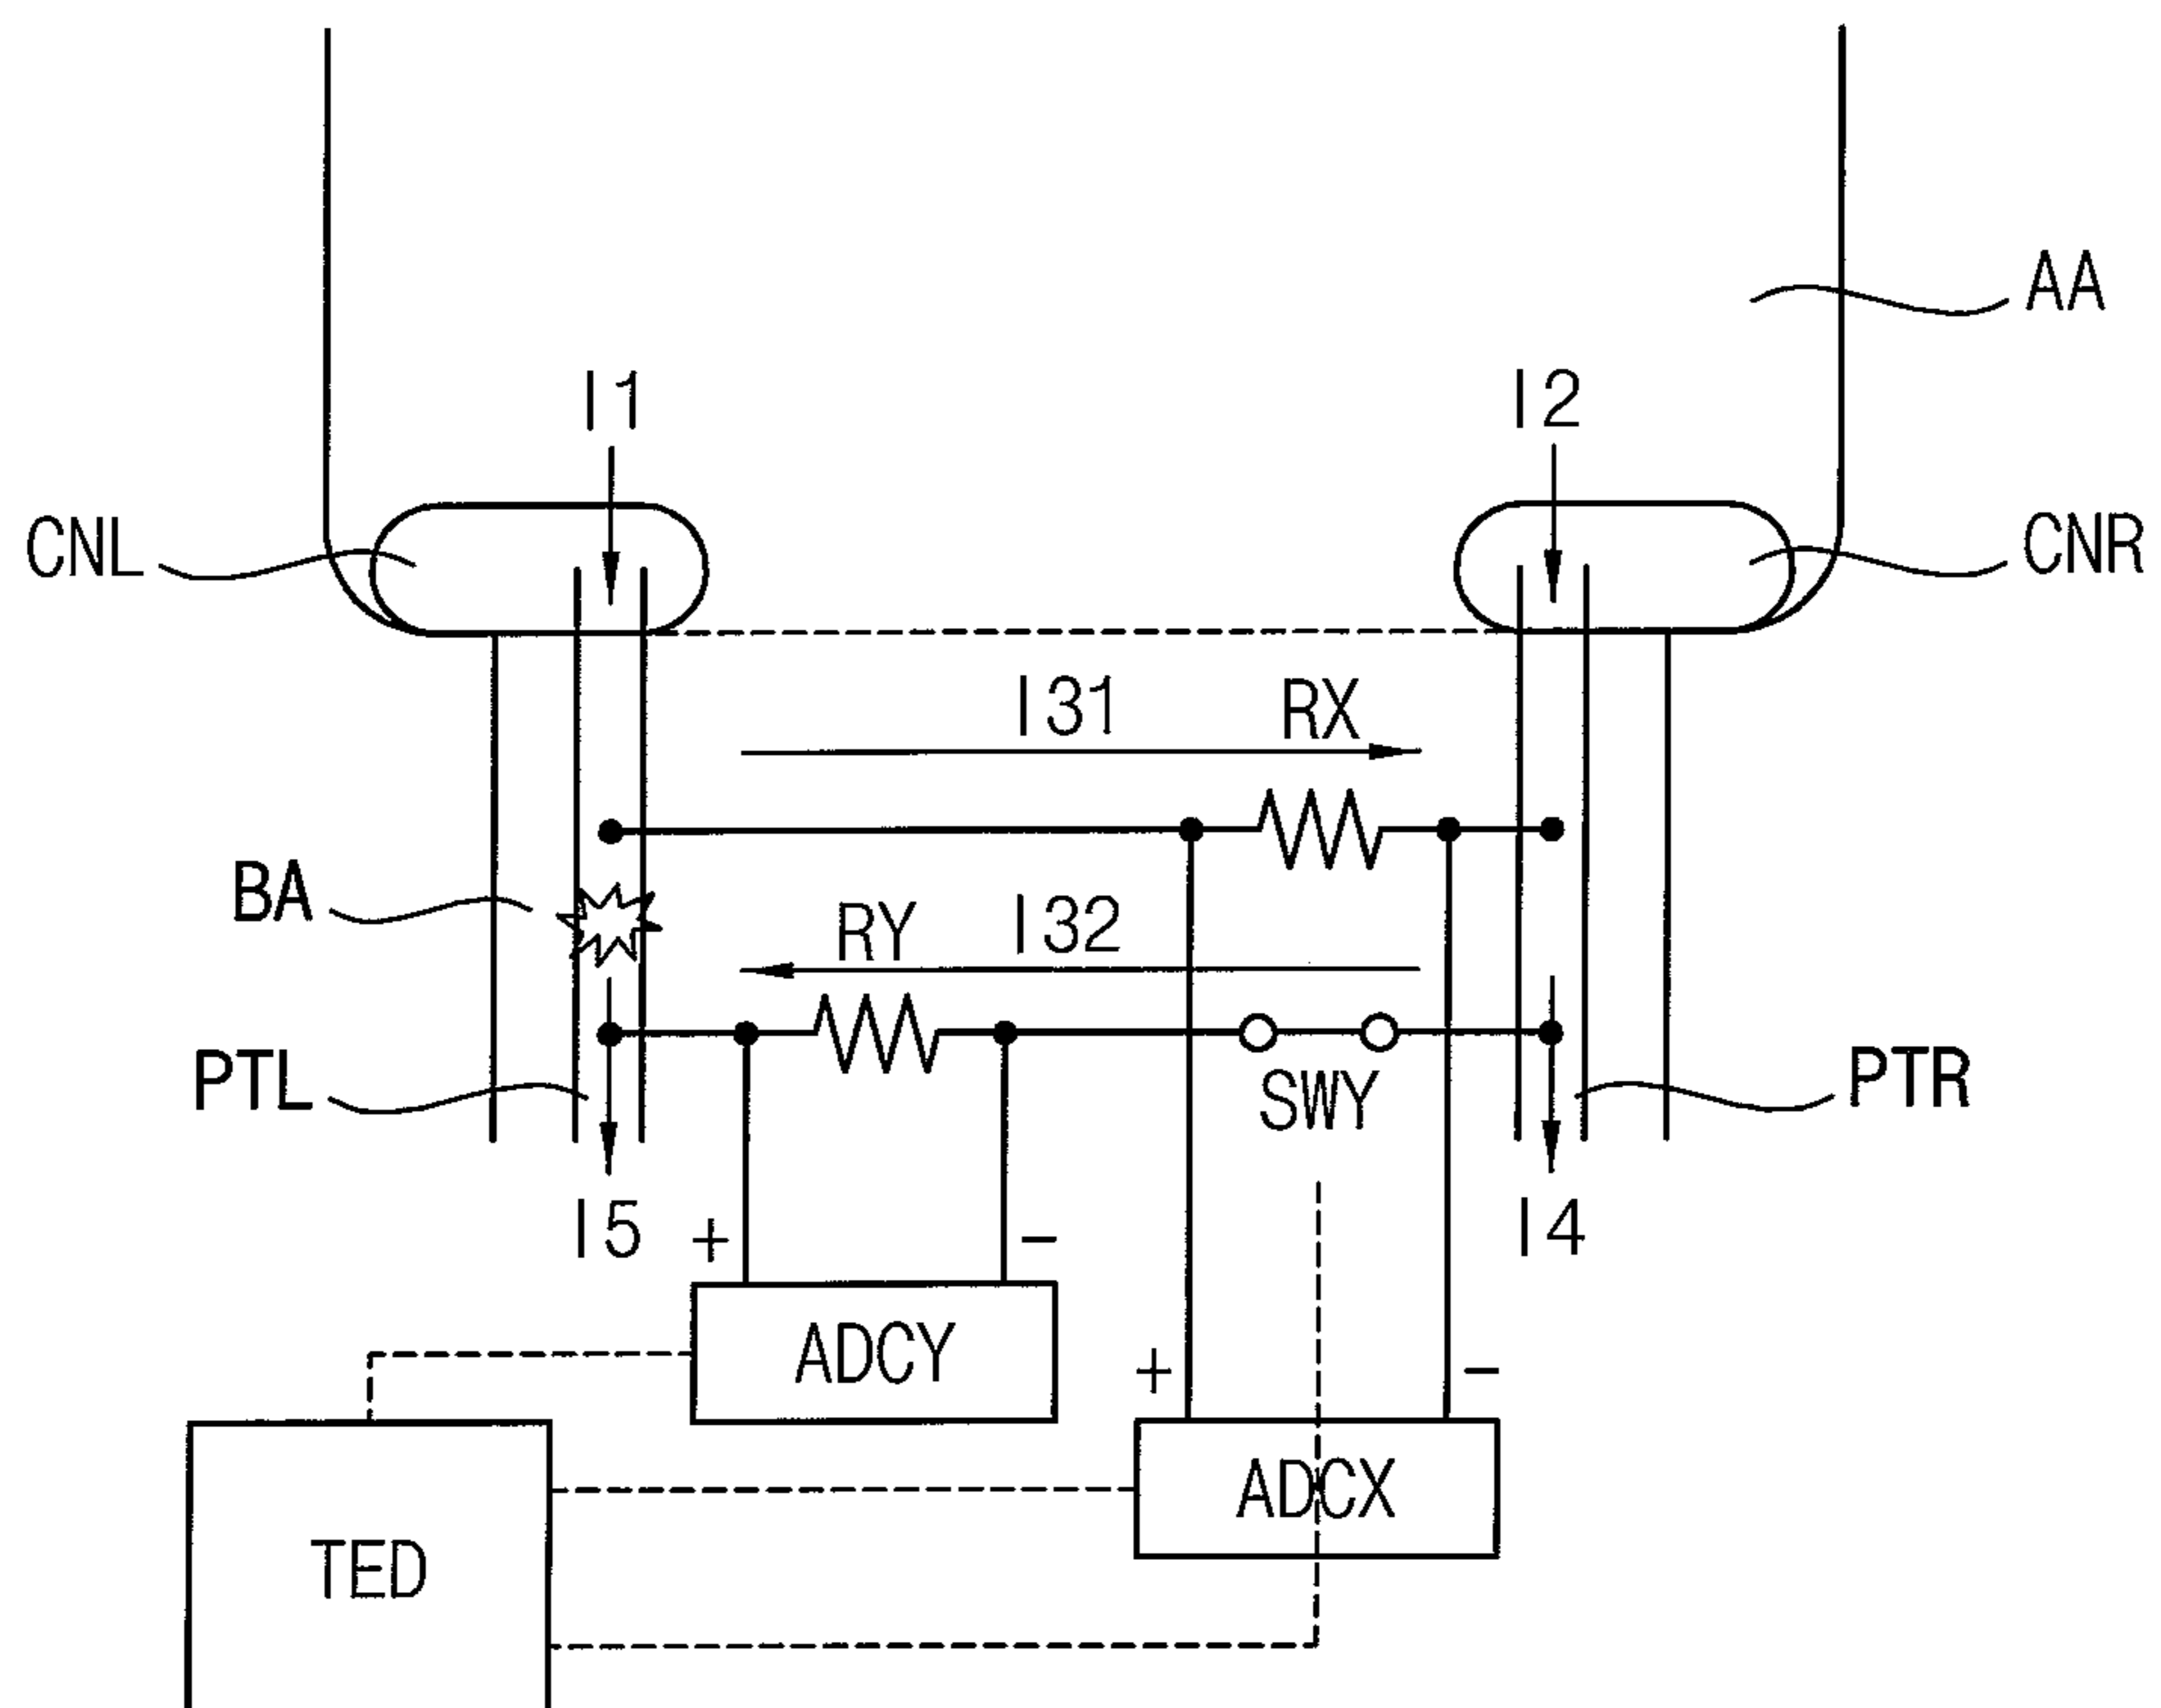 AA
I1 I2
CNL CNR
I31 RX
BA RY I32
PTL SWY PTR
I5 + - I4
ADCY
+ -
ADCX
TED